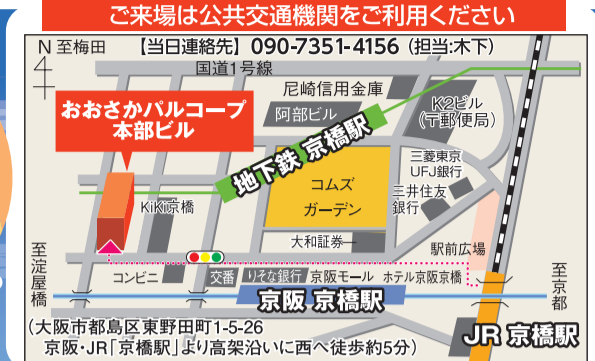 ご来場は公共交通機関をご利用ください
N 至梅田
【当日連絡先】090-7351-4156（担当:木下）
国道1号線
尼崎信用金庫
阿部ビル
K2ビル
(〒郵便局)
おおさかパルコープ
本部ビル
地下鉄 京橋駅
三菱東京
UFJ銀行
コムズ
ガーデン
三井住友
銀行
KiKi京橋
大和証券
駅前広場
至淀屋橋
コンビニ
交番
りそな銀行
京阪モール
ホテル京阪京橋
至京都
京阪 京橋駅
JR 京橋駅
(大阪市都島区東野田町1-5-26
京阪・JR「京橋駅」より高架沿いに西へ徒歩約5分)